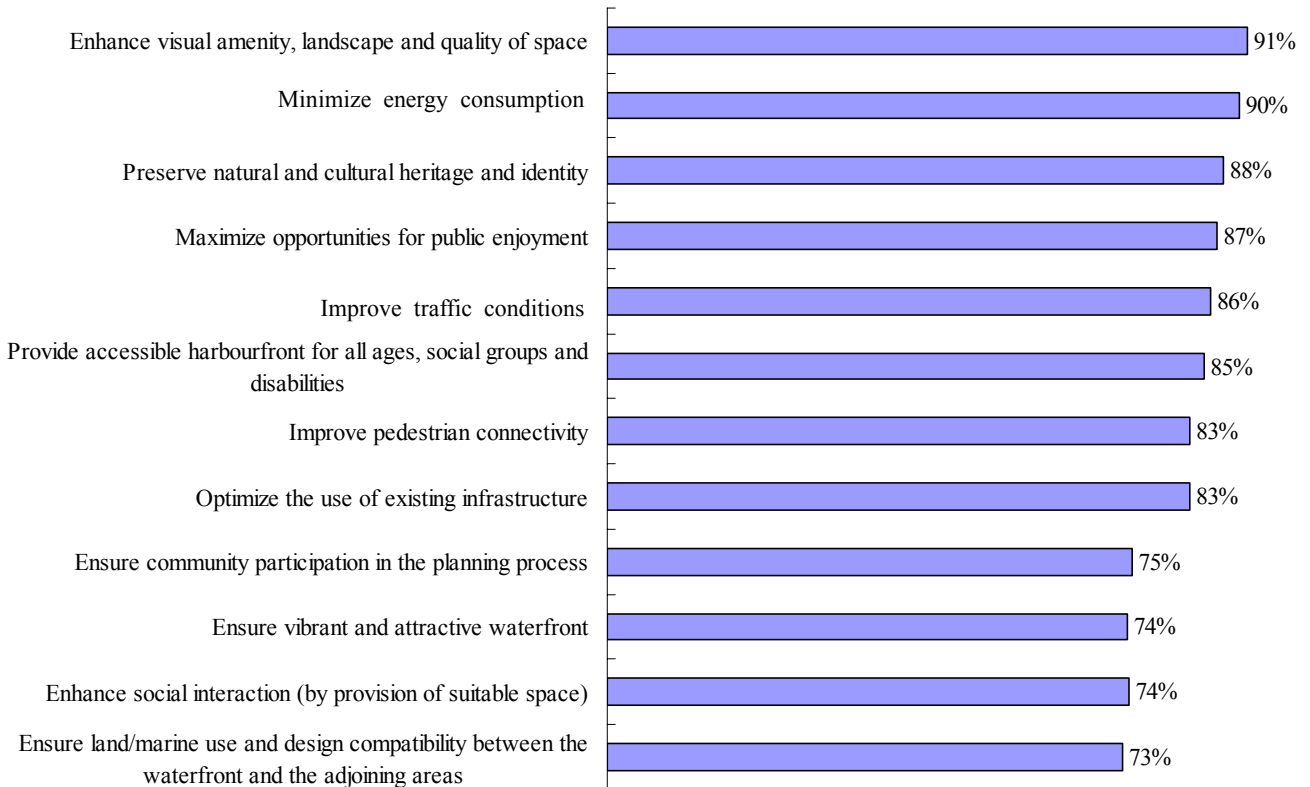 Enhance visual amenity, landscape and quality of space
91%
Minimize energy consumption
90%
Preserve natural and cultural heritage and identity
88%
Maximize opportunities for public enjoyment
87%
Improve traffic conditions
86%
Provide accessible harbourfront for all ages, social groups and
disabilities
85%
Improve pedestrian connectivity
83%
Optimize the use of existing infrastructure
83%
Ensure community participation in the planning process
75%
Ensure vibrant and attractive waterfront
74%
Enhance social interaction (by provision of suitable space)
74%
Ensure land/marine use and design compatibility between the
waterfront and the adjoining areas
73%